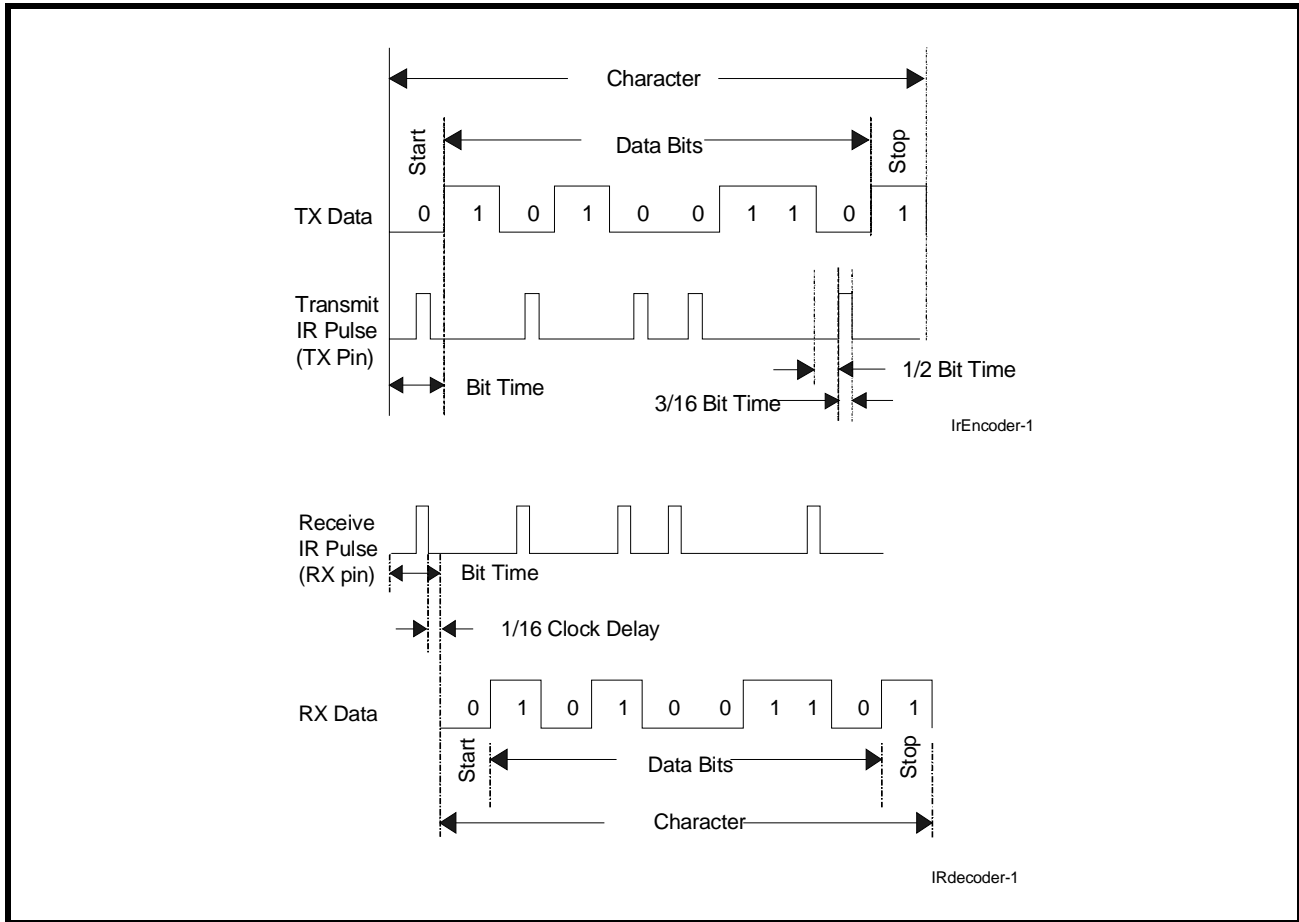 Character
Start
Data Bits
Stop
TX Data
0 1 0 1 0 0 1 1 0 1
Transmit
IR Pulse
(TX Pin)
1/2 Bit Time
Bit Time
3/16 Bit Time
IrEncoder-1
Receive
IR Pulse
(RX pin)
Bit Time
1/16 Clock Delay
RX Data
0 1 0 1 0 0 1 1 0 1
Start
Data Bits
Stop
Character
IRdecoder-1